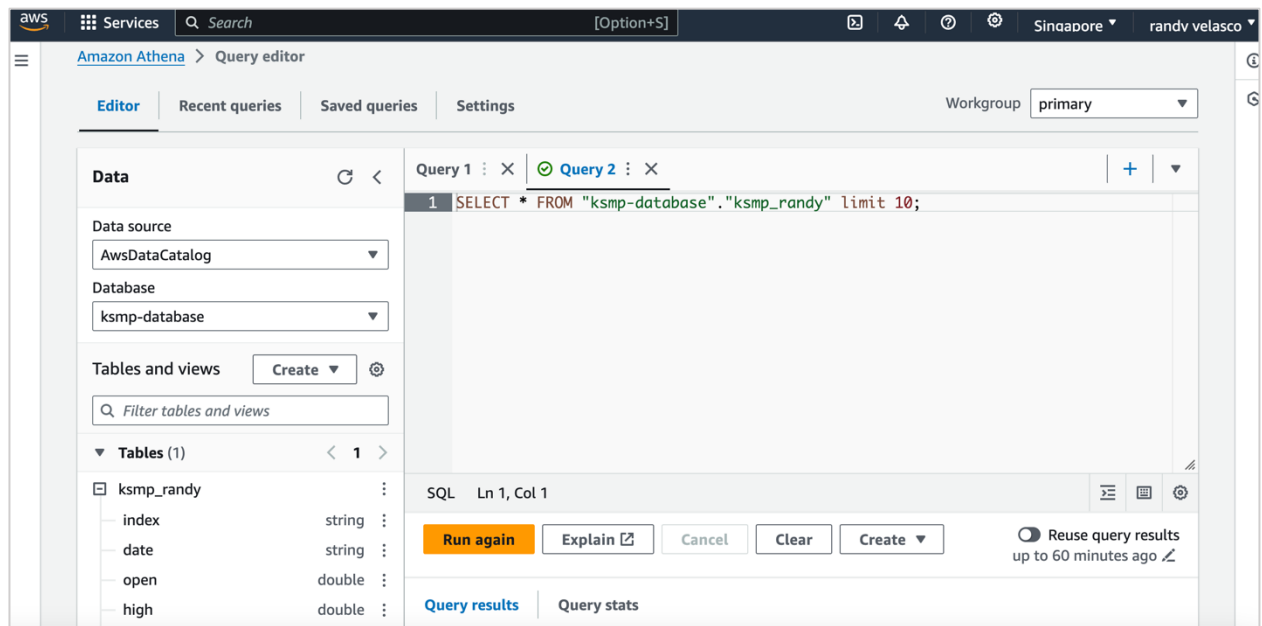 aws Services Search [Option+S] Singapore randy velasco
Amazon Athena > Query editor
Editor Recent queries Saved queries Settings Workgroup primary
Data
Data source
AwsDataCatalog
Database
ksmp-database
Tables and views Create
Filter tables and views
Tables (1) < 1 >
ksmp_randy
index string
date string
open double
high double
Query 1 Query 2
1 SELECT * FROM "ksmp-database"."ksmp_randy" limit 10;
SQL Ln 1, Col 1
Run again Explain Cancel Clear Create
Reuse query results
up to 60 minutes ago
Query results Query stats